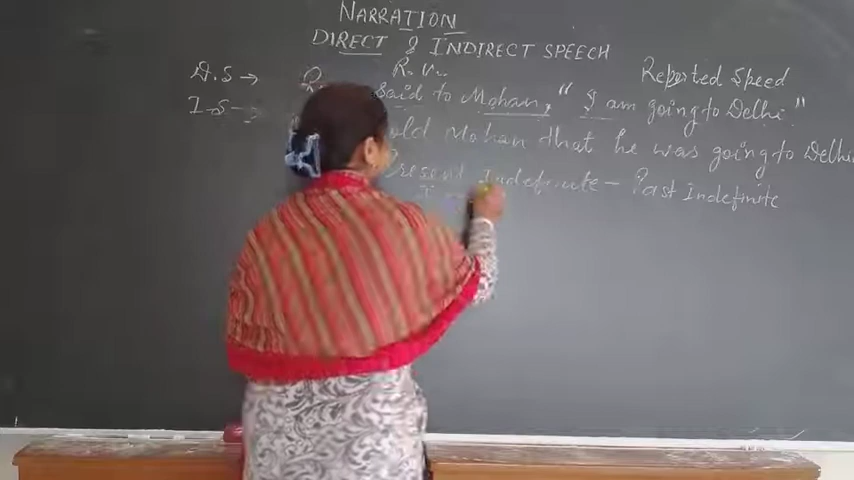 NARRATION
DIRECT & INDIRECT SPEECH
R.V.
Reported Speed
D.S → said to Mohan, "I am going to Delhi."
I.S → told Mohan that he was going to Delhi
Present Indefinite - Past Indefinite